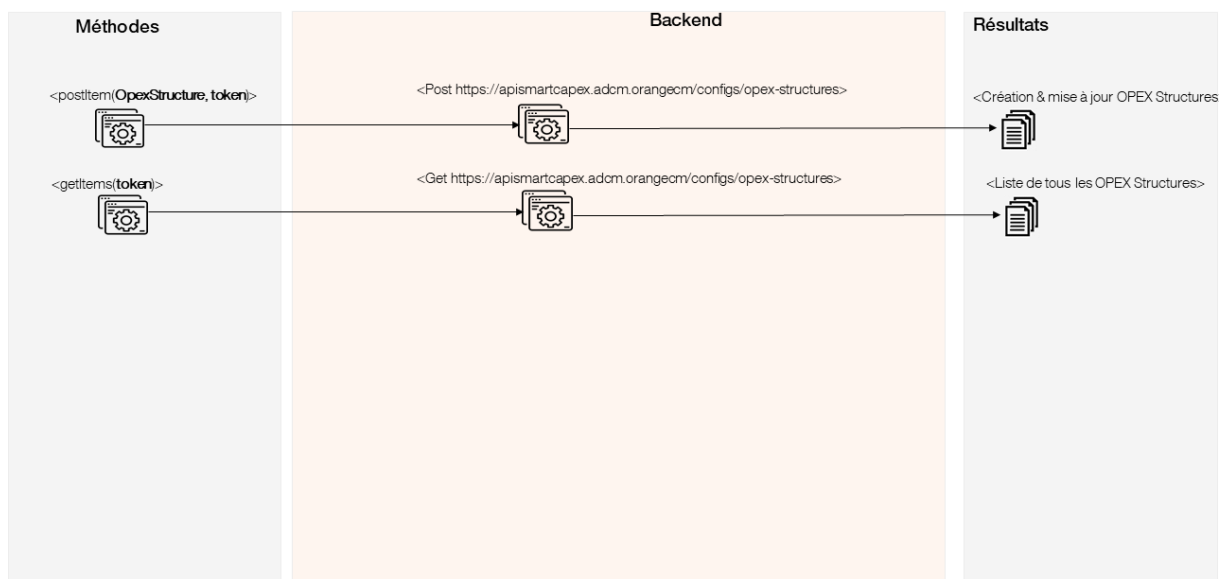 Méthodes
Backend
Résultats
<postItem(OpexStructure, token)>
<Post https://apismartcapex.adcm.orangecm/configs/opex-structures>
<Création & mise à jour OPEX Structures
<getItems(token)>
<Get https://apismartcapex.adcm.orangecm/configs/opex-structures>
<Liste de tous les OPEX Structures>